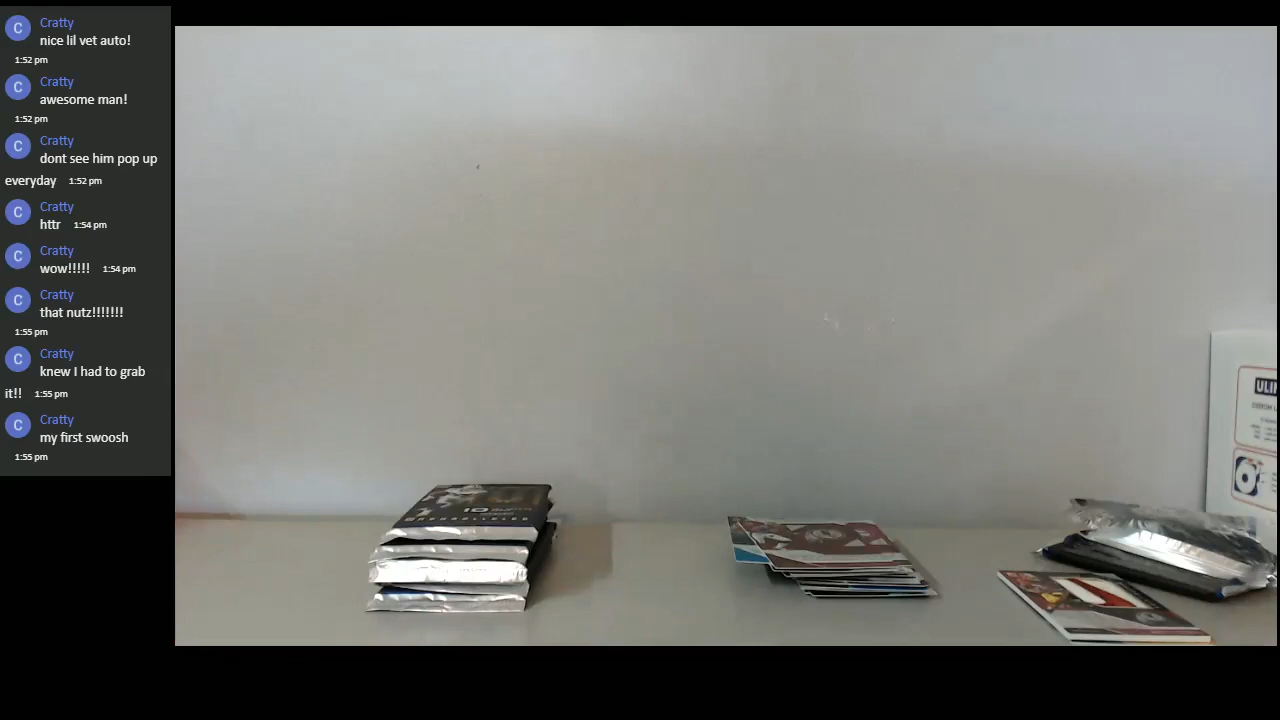 C
Cratty
nice lil vet auto!
1:52 pm
C
Cratty
awesome man!
1:52 pm
C
Cratty
dont see him pop up
everyday 1:52 pm
C
Cratty
httr 1:54 pm
C
Cratty
wow!!!!! 1:54 pm
C
Cratty
that nutz!!!!!!!
1:55 pm
C
Cratty
knew I had to grab
it!! 1:55 pm
C
Cratty
my first swoosh
1:55 pm